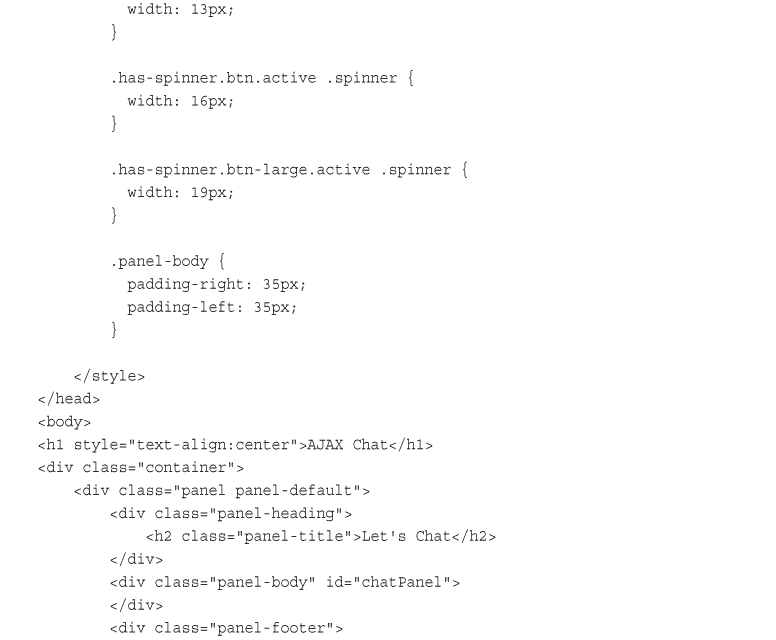 width: 13px;
}
.has-spinner.btn.active .spinner {
width: 16px;
}
.has-spinner.btn-large.active .spinner {
width: 19px;
}
.panel-body {
padding-right: 35px;
padding-left: 35px;
}
</style>
</head>
<body>
<h1 style="text-align:center">AJAX Chat</h1>
<div class="container">
<div class="panel panel-default">
<div class="panel-heading">
<h2 class="panel-title">Let's Chat</h2>
</div>
<div class="panel-body" id="chatPanel">
</div>
<div class="panel-footer">